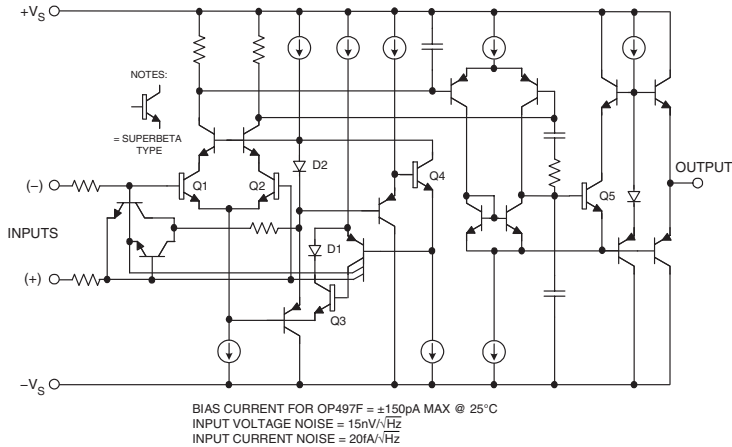 +VS
NOTES:
= SUPERBETA
TYPE
D2
Q4
(–)
Q1
Q2
Q5
OUTPUT
INPUTS
D1
(+)
Q3
–VS
BIAS CURRENT FOR OP497F = ±150pA MAX @ 25°C
INPUT VOLTAGE NOISE = 15nV/√Hz
INPUT CURRENT NOISE = 20fA/√Hz